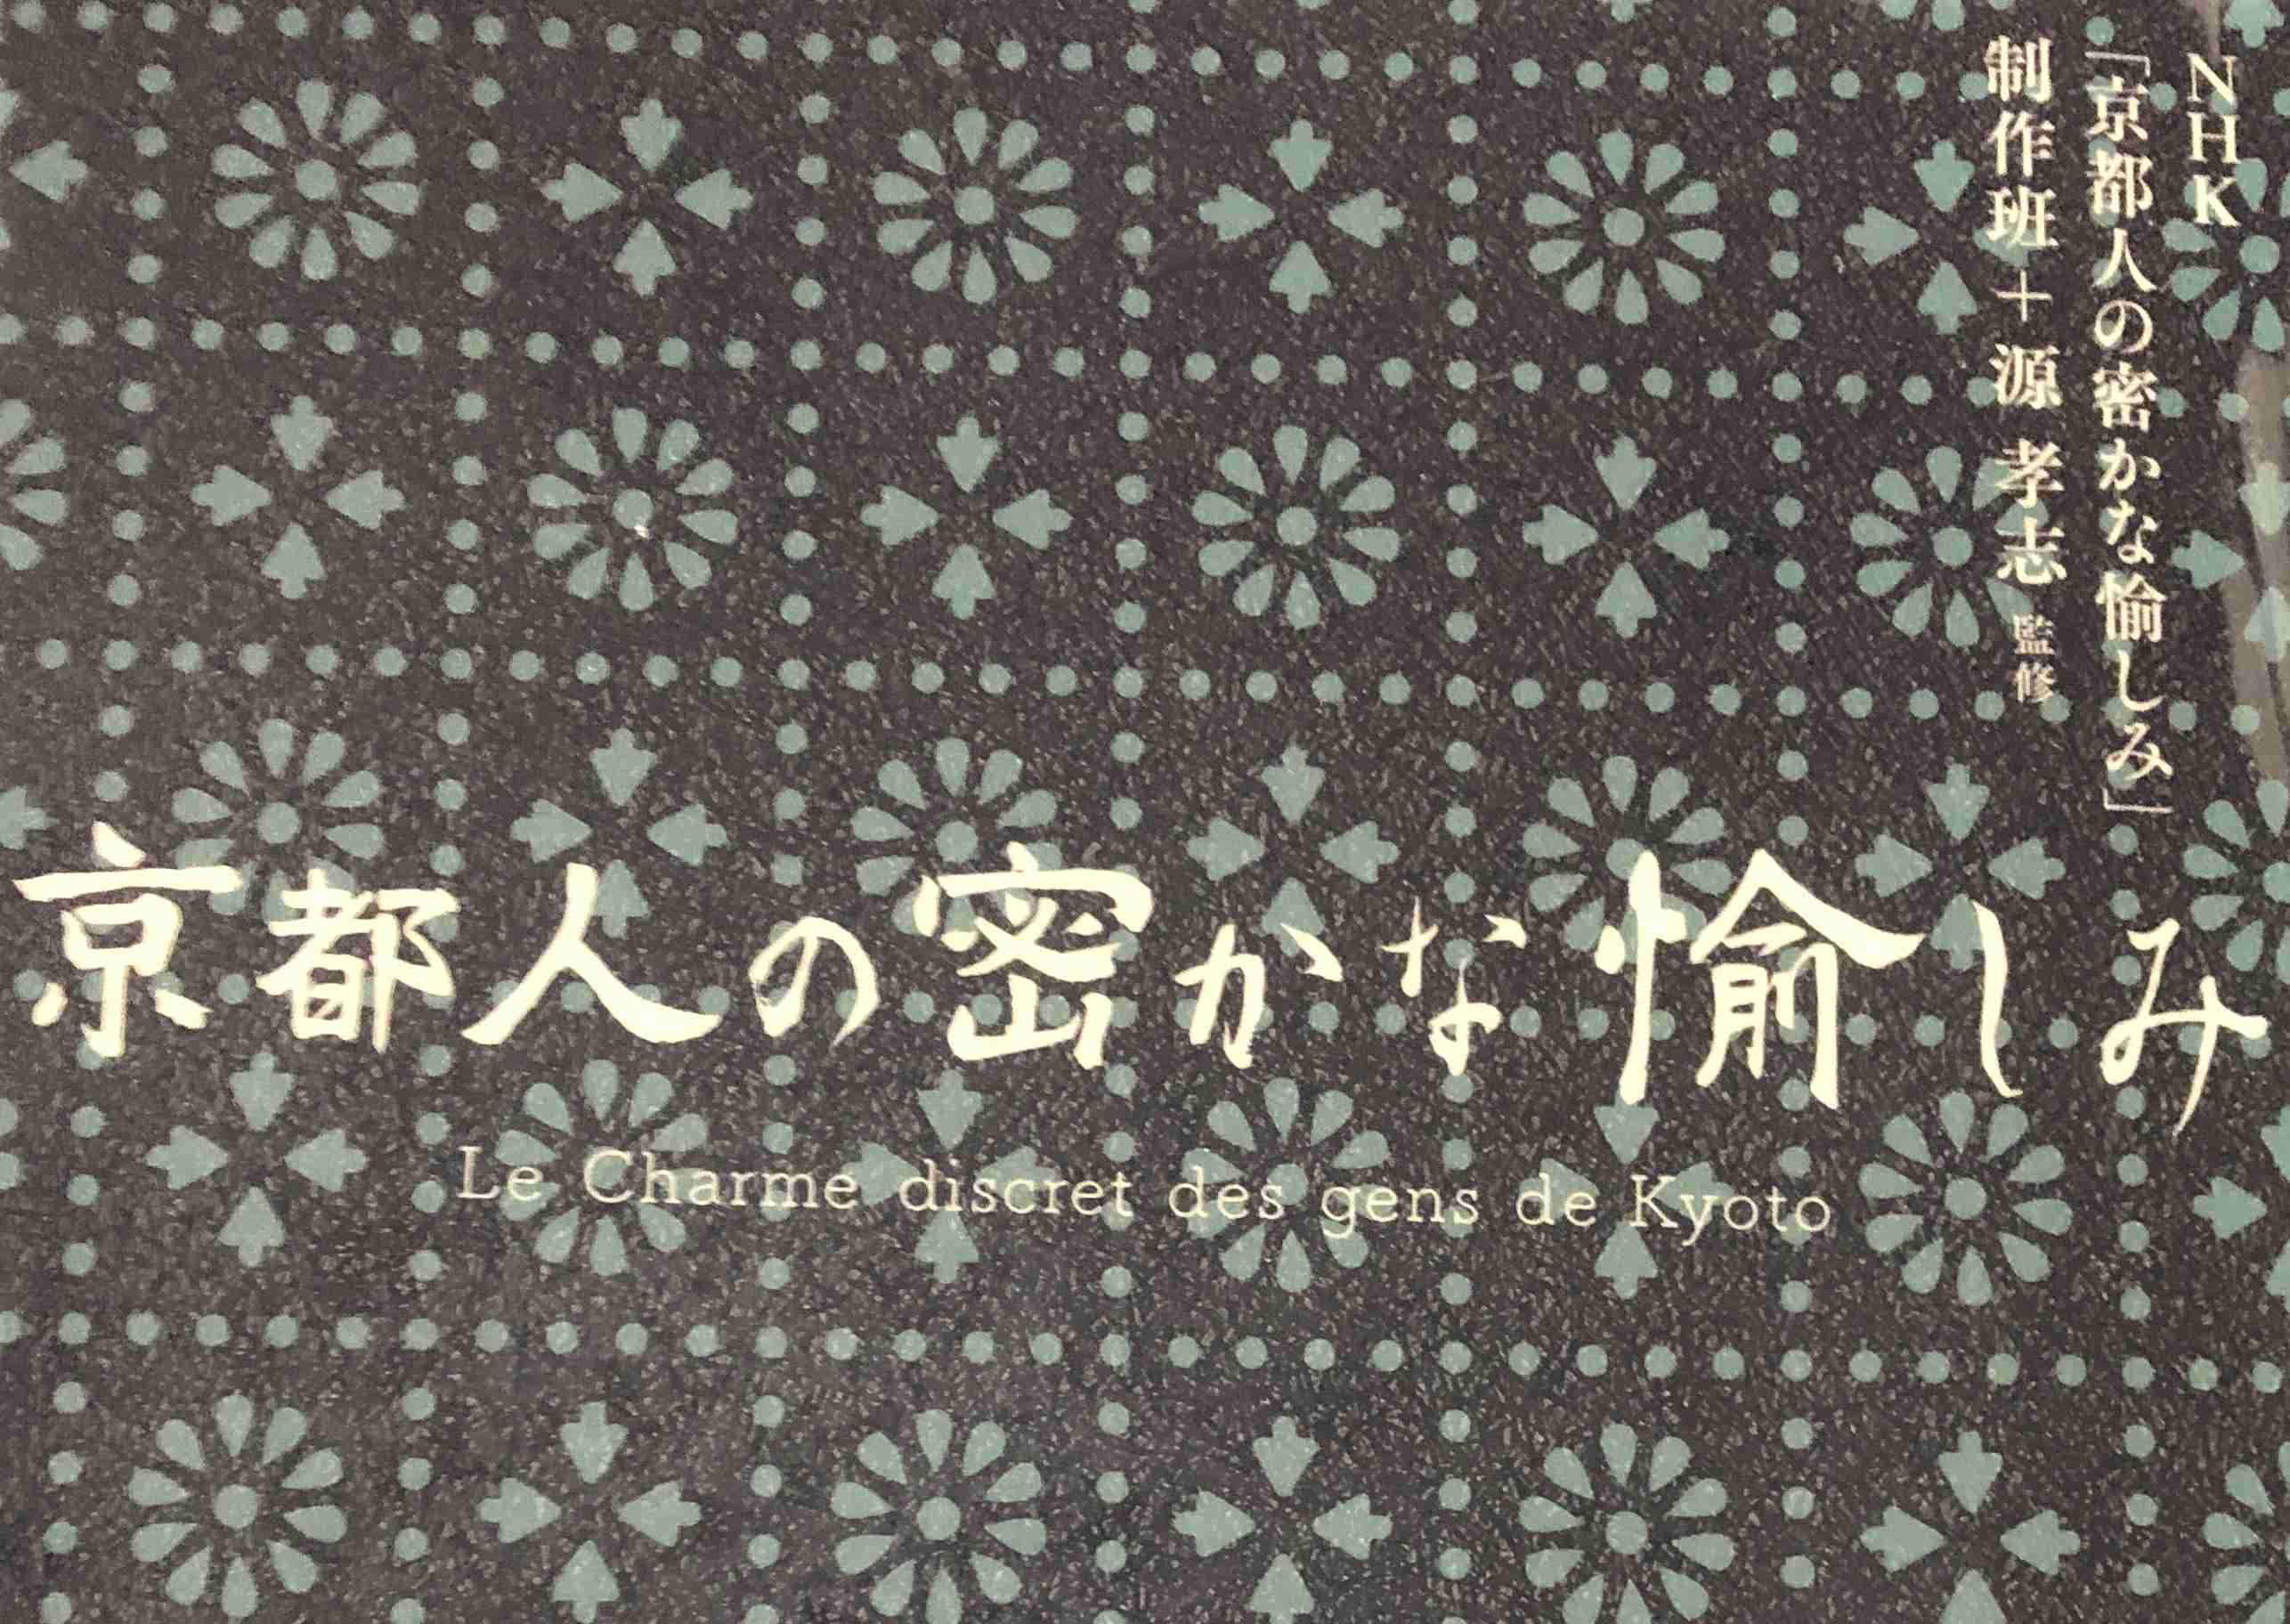 NHK
「京都人の密かな愉しみ」
制作班+源 孝志 監修
京都人の密かな愉しみ
Le Charme discret des gens de Kyoto